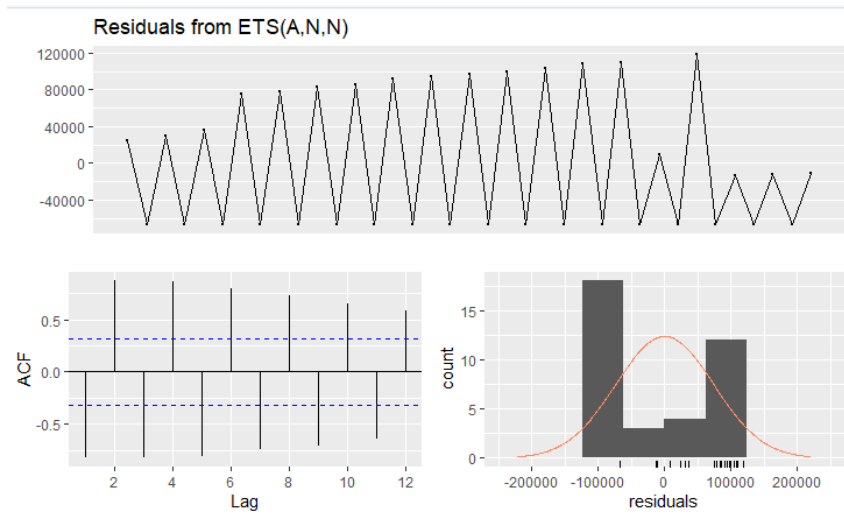 Residuals from ETS(A,N,N)
120000
80000
40000
0
-40000
ACF
0.5
0.0
-0.5
2 4 6 8 10 12
Lag
count
15
10
5
0
-200000 -100000 0 100000 200000
residuals